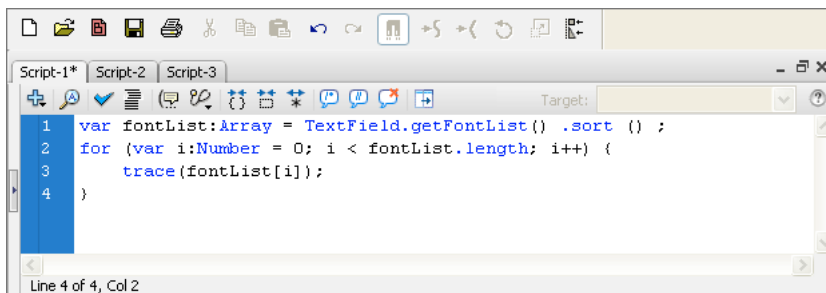 Script-1* Script-2 Script-3
Target:
1 var fontList:Array = TextField.getFontList() .sort () ;
2 for (var i:Number = 0; i < fontList.length; i++) {
3 trace(fontList[i]);
4 }
Line 4 of 4, Col 2